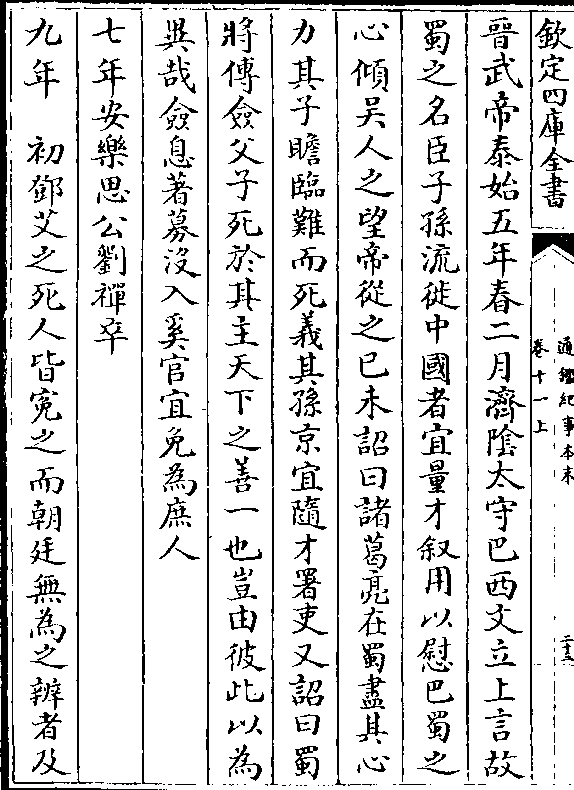 欽定四庫全書
通鑑紀事本末
卷十一上
晉武帝泰始五年春二月濟陰太守巴西文立上言故
蜀之名臣子孫流徙中國者宜量才叙用以慰巴蜀之
心傾吳人之望帝從之已未詔曰諸葛亮在蜀盡其心
力其子瞻臨難而死義其孫京宜隨才署吏又詔曰蜀
將傅僉父子死於其主天下之善一也豈由彼此以為
異哉僉息著募沒入奚官宜免為庶人
七年安樂思公劉禪卒
九年 初鄧艾之死人皆寃之而朝廷無為之辨者及